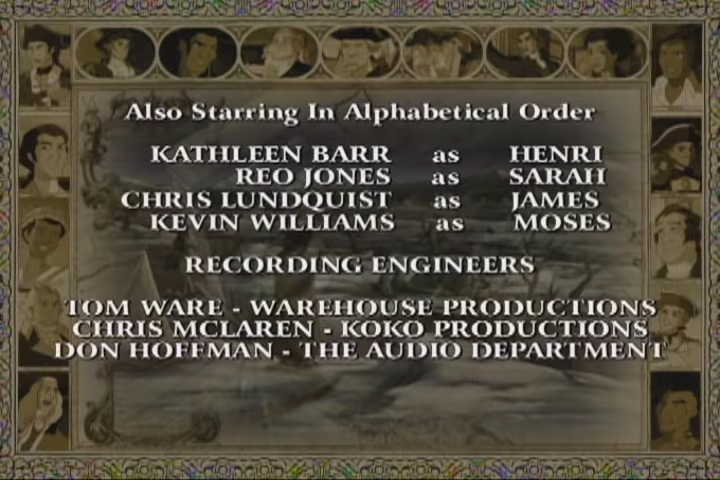 Also Starring In Alphabetical Order
KATHLEEN BARR as HENRI
REO JONES as SARAH
CHRIS LUNDQUIST as JAMES
KEVIN WILLIAMS as MOSES
RECORDING ENGINEERS
TOM WARE - WAREHOUSE PRODUCTIONS
CHRIS MCLAREN - KOKO PRODUCTIONS
DON HOFFMAN - THE AUDIO DEPARTMENT